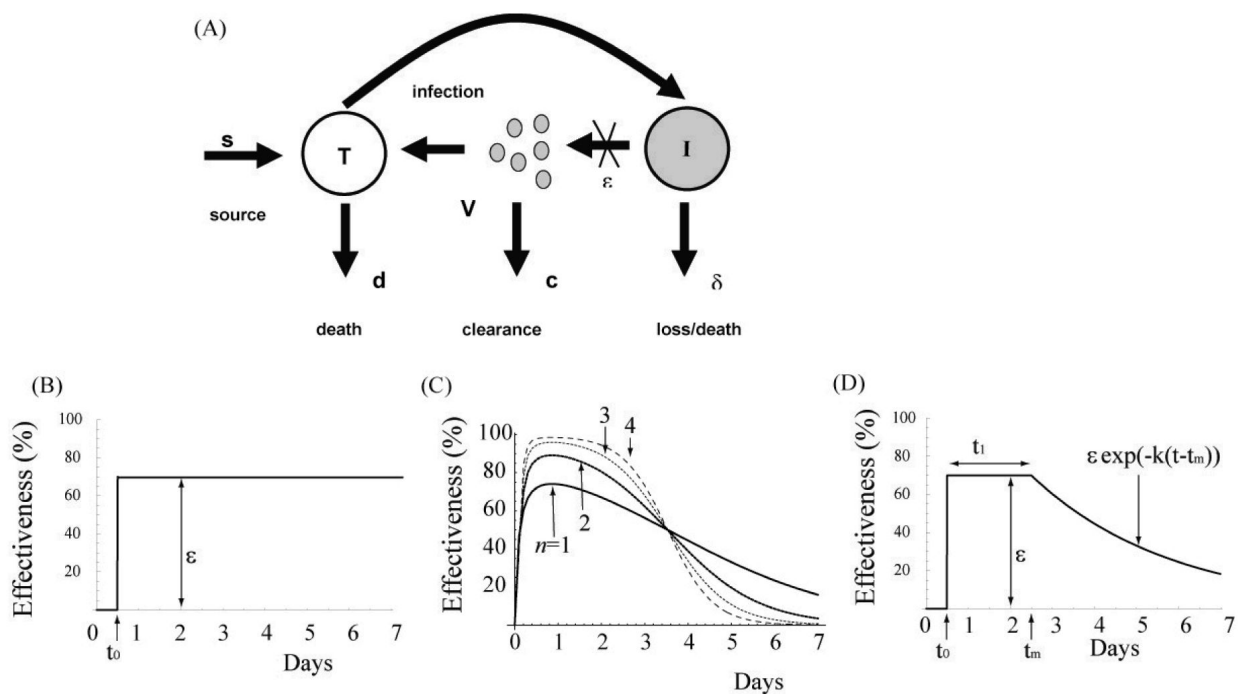 (A)
infection
s
T
I
ε
source
V
d
c
δ
death
clearance
loss/death
(B)
Effectiveness (%)
100
80
60
40
20
ε
0 1 2 3 4 5 6 7
t0
Days
(C)
Effectiveness (%)
100
80
60
40
20
3
4
n=1
2
0 1 2 3 4 5 6 7
Days
(D)
Effectiveness (%)
100
80
60
40
20
t1
ε exp(-k(t-tm))
ε
0 1 2 3 4 5 6 7
t0
tm
Days